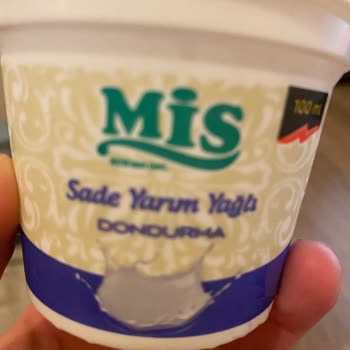 MiS
100 ml
Sade Yarım Yağlı
DONDURMA